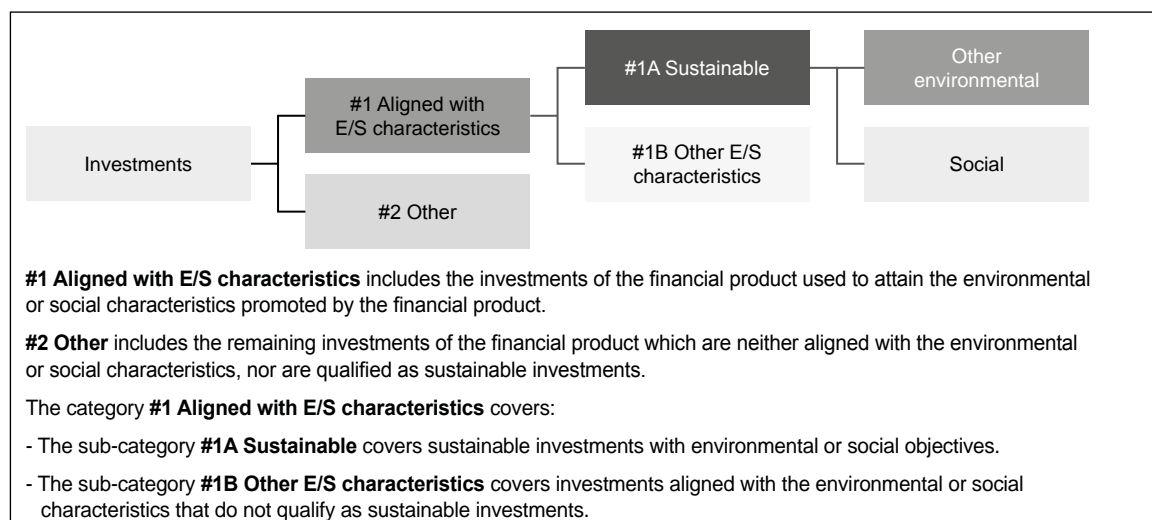 #1A Sustainable
Other
environmental
#1 Aligned with
E/S characteristics
Investments
#1B Other E/S
characteristics
Social
#2 Other
#1 Aligned with E/S characteristics includes the investments of the financial product used to attain the environmental
or social characteristics promoted by the financial product.
#2 Other includes the remaining investments of the financial product which are neither aligned with the environmental
or social characteristics, nor are qualified as sustainable investments.
The category #1 Aligned with E/S characteristics covers:
- The sub-category #1A Sustainable covers sustainable investments with environmental or social objectives.
- The sub-category #1B Other E/S characteristics covers investments aligned with the environmental or social
characteristics that do not qualify as sustainable investments.